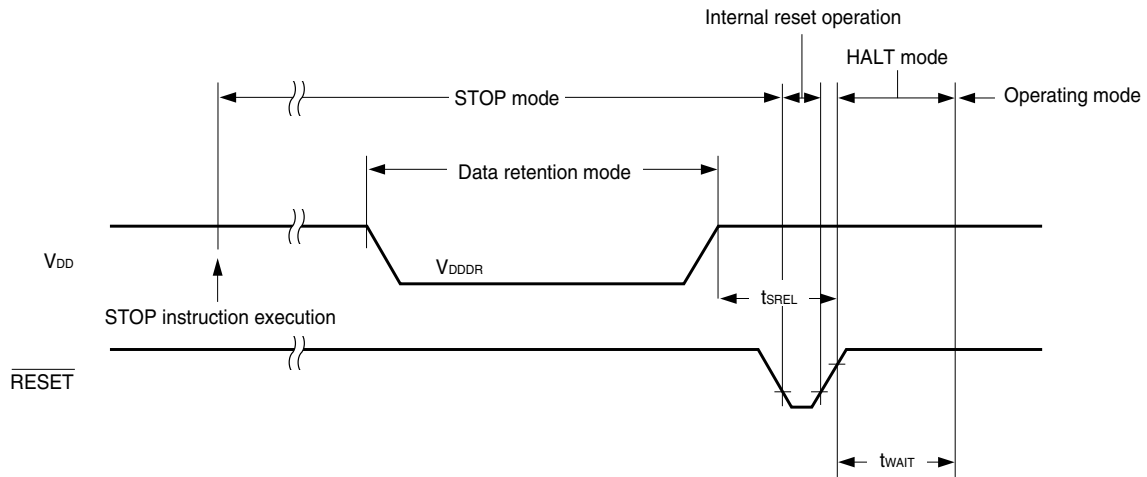 Internal reset operation
HALT mode
STOP mode
Operating mode
Data retention mode
VDD
VDDDR
tSREL
STOP instruction execution
RESET
tWAIT